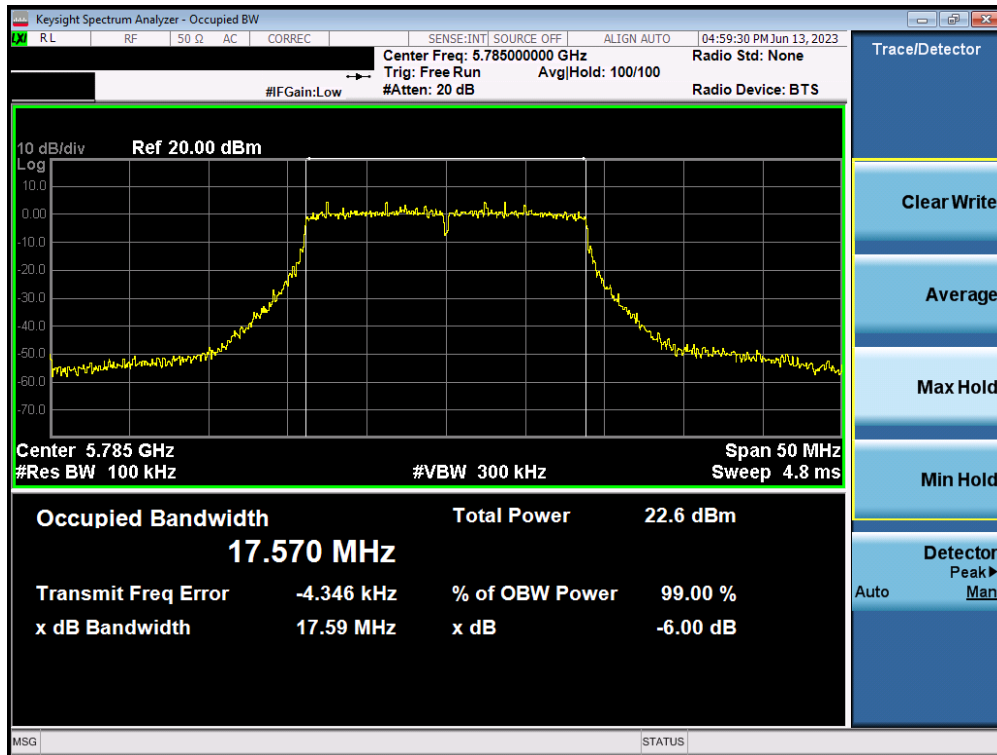 Keysight Spectrum Analyzer - Occupied BW
LXI RL RF 50 Ω AC CORREC SENSE:INT SOURCE OFF ALIGN AUTO 04:59:30 PM Jun 13, 2023
Center Freq: 5.785000000 GHz Radio Std: None
Trig: Free Run Avg|Hold: 100/100
#IFGain:Low #Atten: 20 dB Radio Device: BTS
10 dB/div Ref 20.00 dBm
Log
10.0
0.00
-10.0
-20.0
-30.0
-40.0
-50.0
-60.0
-70.0
Center 5.785 GHz Span 50 MHz
#Res BW 100 kHz #VBW 300 kHz Sweep 4.8 ms
Occupied Bandwidth Total Power 22.6 dBm
17.570 MHz
Transmit Freq Error -4.346 kHz % of OBW Power 99.00 %
x dB Bandwidth 17.59 MHz x dB -6.00 dB
MSG STATUS
Trace/Detector
Clear Write
Average
Max Hold
Min Hold
Detector
Peak▶
Auto Man